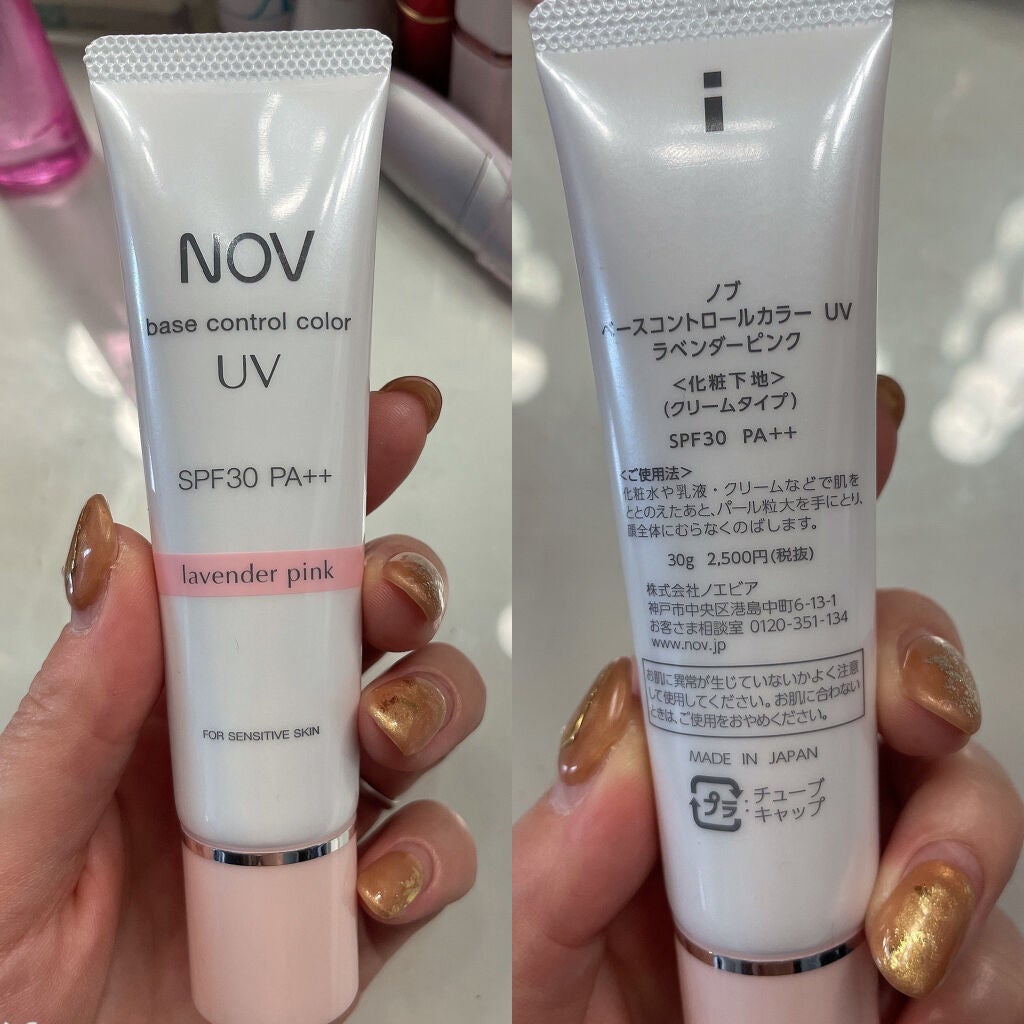 NOV
base control color
UV
SPF30 PA++
lavender pink
FOR SENSITIVE SKIN
i
ノブ
ベースコントロールカラー UV
ラベンダーピンク
<化粧下地>
(クリームタイプ)
SPF30 PA++
<ご使用法>
化粧水や乳液・クリームなどで肌を
ととのえたあと、パール粒大を手にとり、
顔全体にむらなくのばします。
30g 2,500円(税抜)
株式会社ノエビア
神戸市中央区港島中町6-13-1
お客さま相談室 0120-351-134
www.nov.jp
お肌に異常が生じていないかよく注意
して使用してください。お肌に合わない
ときは、ご使用をおやめください。
MADE IN JAPAN
プラ:チューブ
キャップ